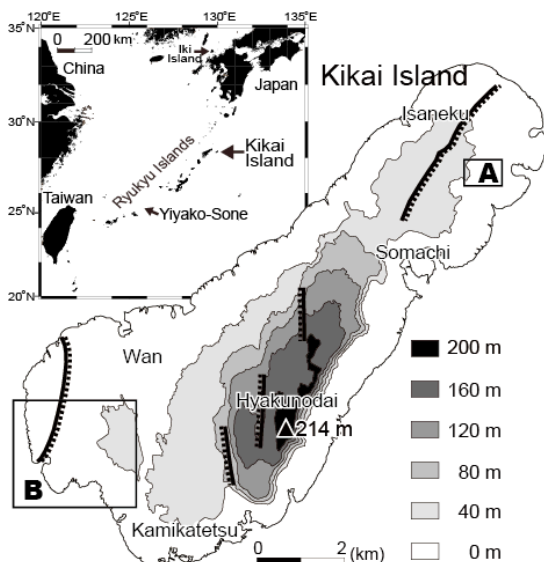 120°E 125°E 130°E 135°E
35°N
0 200 km
Iki
Island
China
Japan
Kikai Island
Isaneku
30°N
Ryukyu Islands
Kikai
Island
A
Taiwan
25°N
Yiyako-Sone
Somachi
20°N
Wan
200 m
160 m
Hyakunodai
214 m
120 m
80 m
B
40 m
Kamikatetsu
0 2 (km)
0 m